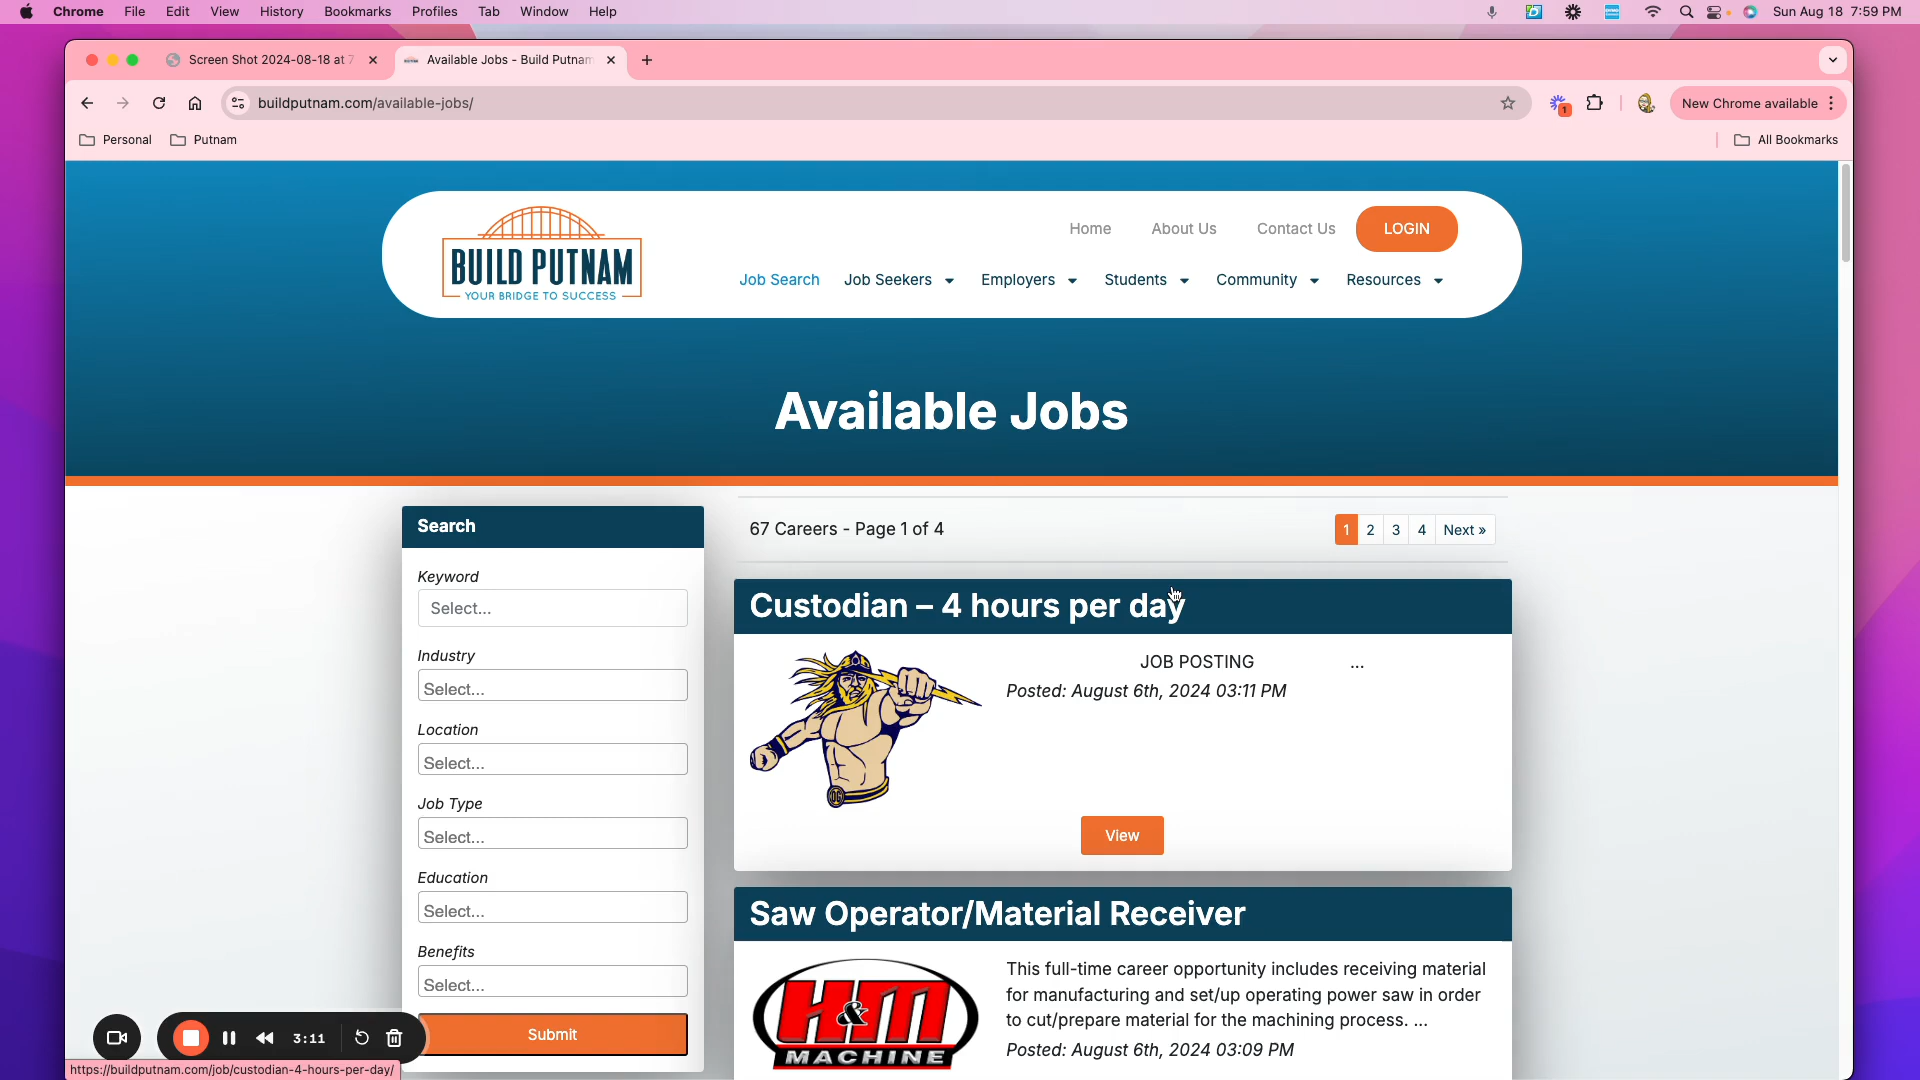 Chrome File Edit View History Bookmarks Profiles Tab Window Help Sun Aug 18 7:59 PM
Screen Shot 2024-08-18 at 7
Available Jobs - Build Putnam
buildputnam.com/available-jobs/
1
New Chrome available
Personal
Putnam
All Bookmarks
BUILD PUTNAM
YOUR BRIDGE TO SUCCESS
Home About Us Contact Us LOGIN
Job Search Job Seekers Employers Students Community Resources
Available Jobs
Search
Keyword
Select...
Industry
Select...
Location
Select...
Job Type
Select...
Education
Select...
Benefits
Select...
Submit
67 Careers - Page 1 of 4
1 2 3 4 Next »
Custodian – 4 hours per day
JOB POSTING ...
Posted: August 6th, 2024 03:11 PM
OG
View
Saw Operator/Material Receiver
H&M
MACHINE
This full-time career opportunity includes receiving material
for manufacturing and set/up operating power saw in order
to cut/prepare material for the machining process. ...
Posted: August 6th, 2024 03:09 PM
3:11
https://buildputnam.com/job/custodian-4-hours-per-day/